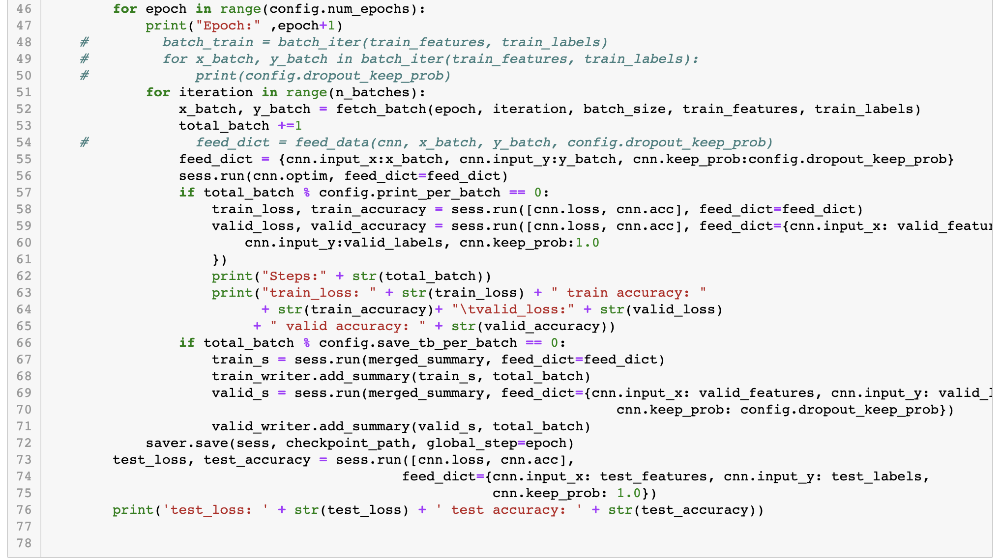 46 for epoch in range(config.num_epochs):
47 print("Epoch:" ,epoch+1)
48 # batch_train = batch_iter(train_features, train_labels)
49 # for x_batch, y_batch in batch_iter(train_features, train_labels):
50 # print(config.dropout_keep_prob)
51 for iteration in range(n_batches):
52 x_batch, y_batch = fetch_batch(epoch, iteration, batch_size, train_features, train_labels)
53 total_batch +=1
54 # feed_dict = feed_data(cnn, x_batch, y_batch, config.dropout_keep_prob)
55 feed_dict = {cnn.input_x:x_batch, cnn.input_y:y_batch, cnn.keep_prob:config.dropout_keep_prob}
56 sess.run(cnn.optim, feed_dict=feed_dict)
57 if total_batch % config.print_per_batch == 0:
58 train_loss, train_accuracy = sess.run([cnn.loss, cnn.acc], feed_dict=feed_dict)
59 valid_loss, valid_accuracy = sess.run([cnn.loss, cnn.acc], feed_dict={cnn.input_x: valid_featur
60 cnn.input_y:valid_labels, cnn.keep_prob:1.0
61 })
62 print("Steps:" + str(total_batch))
63 print("train_loss: " + str(train_loss) + " train accuracy: "
64 + str(train_accuracy)+ "\tvalid_loss:" + str(valid_loss)
65 + " valid accuracy: " + str(valid_accuracy))
66 if total_batch % config.save_tb_per_batch == 0:
67 train_s = sess.run(merged_summary, feed_dict=feed_dict)
68 train_writer.add_summary(train_s, total_batch)
69 valid_s = sess.run(merged_summary, feed_dict={cnn.input_x: valid_features, cnn.input_y: valid_l
70 cnn.keep_prob: config.dropout_keep_prob})
71 valid_writer.add_summary(valid_s, total_batch)
72 saver.save(sess, checkpoint_path, global_step=epoch)
73 test_loss, test_accuracy = sess.run([cnn.loss, cnn.acc],
74 feed_dict={cnn.input_x: test_features, cnn.input_y: test_labels,
75 cnn.keep_prob: 1.0})
76 print('test_loss: ' + str(test_loss) + ' test accuracy: ' + str(test_accuracy))
77
78